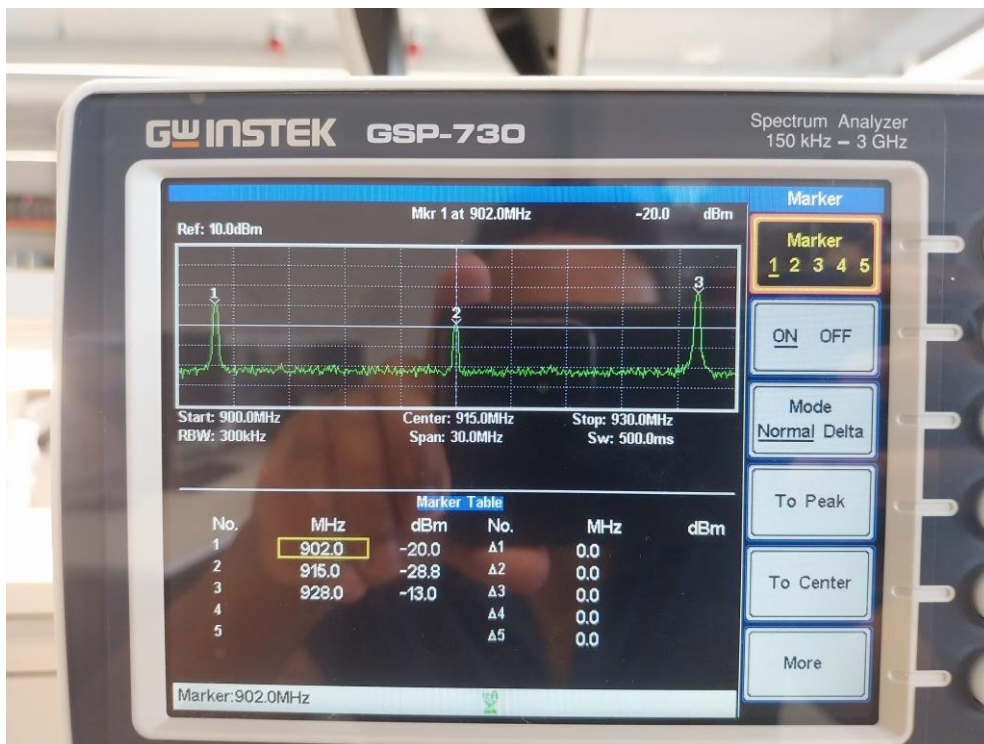 GW INSTEK GSP-730
Spectrum Analyzer
150 kHz – 3 GHz
Mkr 1 at 902.0MHz -20.0 dBm
Ref: 10.0dBm
1
2
3
Start: 900.0MHz Center: 915.0MHz Stop: 930.0MHz
RBW: 300kHz Span: 30.0MHz Sw: 500.0ms
Marker Table
No. MHz dBm No. MHz dBm
1 902.0 -20.0 Δ1 0.0
2 915.0 -28.8 Δ2 0.0
3 928.0 -13.0 Δ3 0.0
4 Δ4 0.0
5 Δ5 0.0
Marker:902.0MHz
Marker
Marker
1 2 3 4 5
ON OFF
Mode
Normal Delta
To Peak
To Center
More